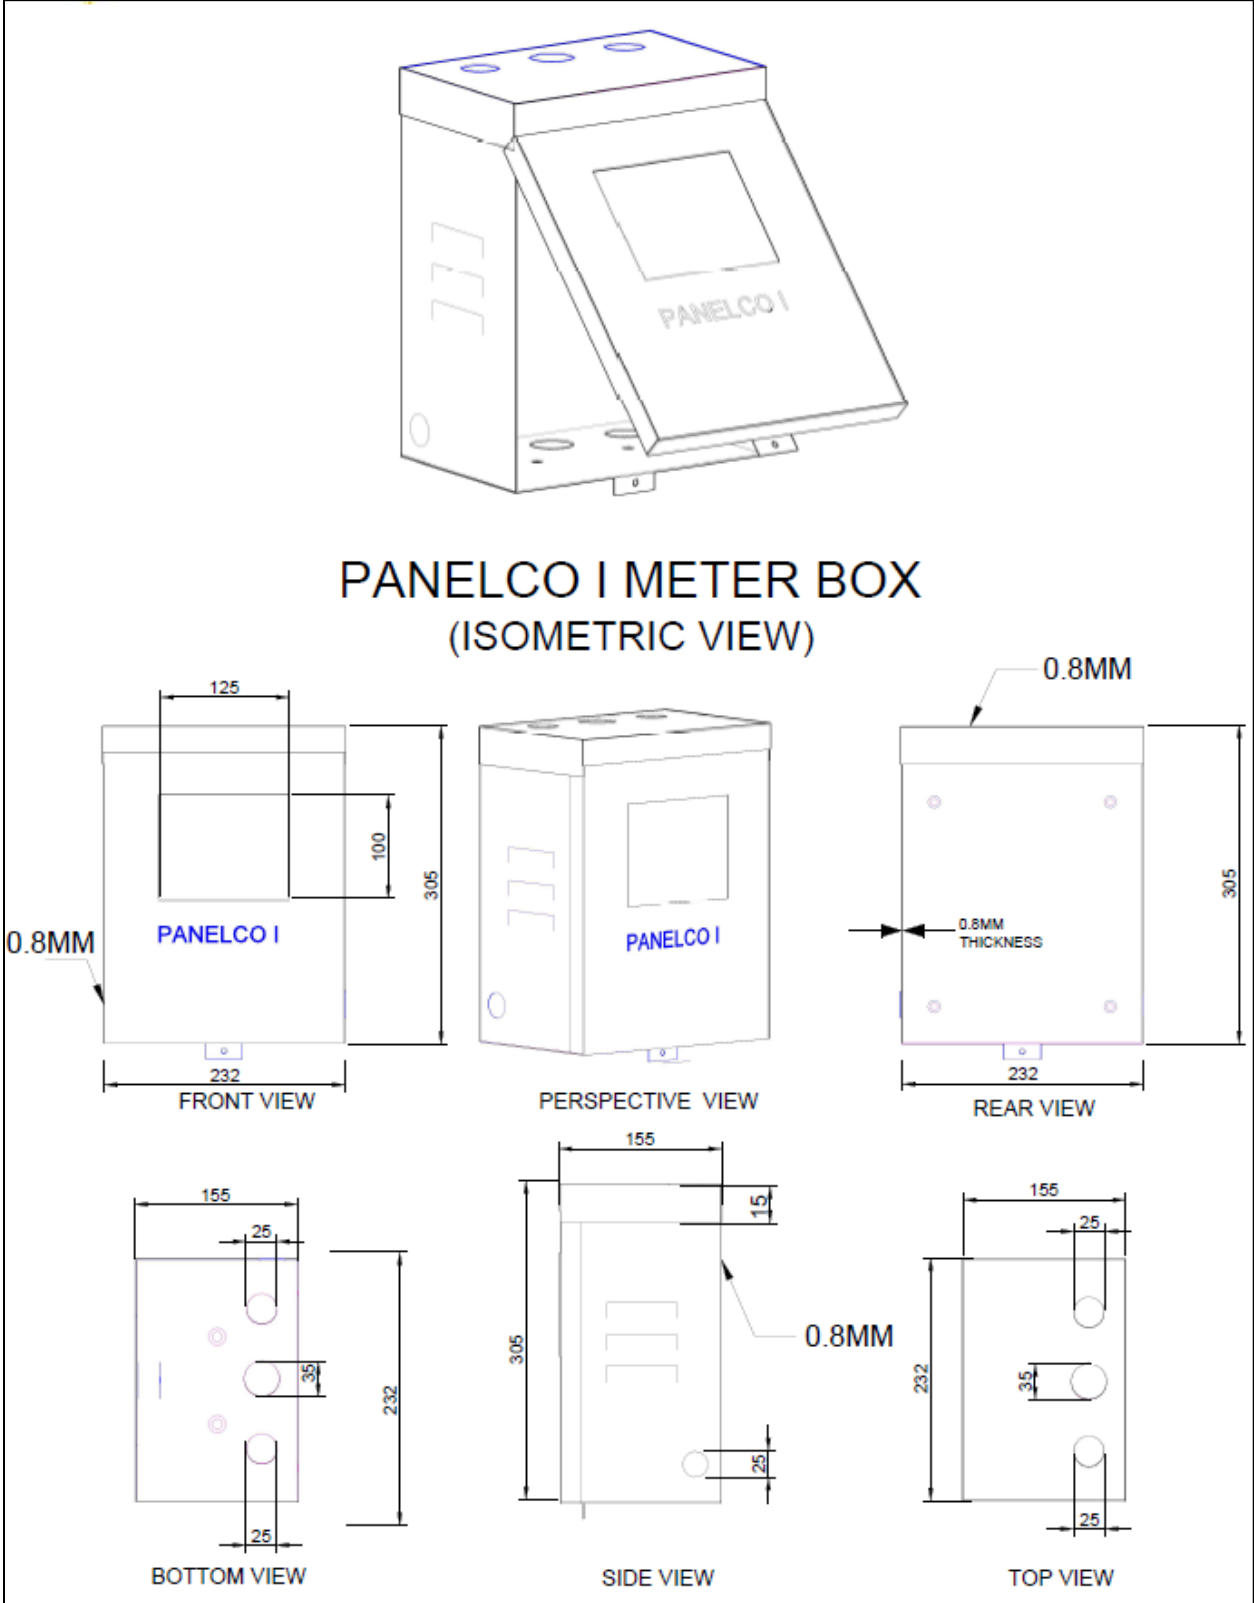 PANELCO I
PANELCO I METER BOX
(ISOMETRIC VIEW)
0.8MM
125
100
305
PANELCO I
0.8MM
232
FRONT VIEW
PANELCO I
PERSPECTIVE VIEW
305
0.8MM
THICKNESS
232
REAR VIEW
155
25
35
232
25
BOTTOM VIEW
155
15
305
0.8MM
25
SIDE VIEW
155
25
232
35
25
TOP VIEW